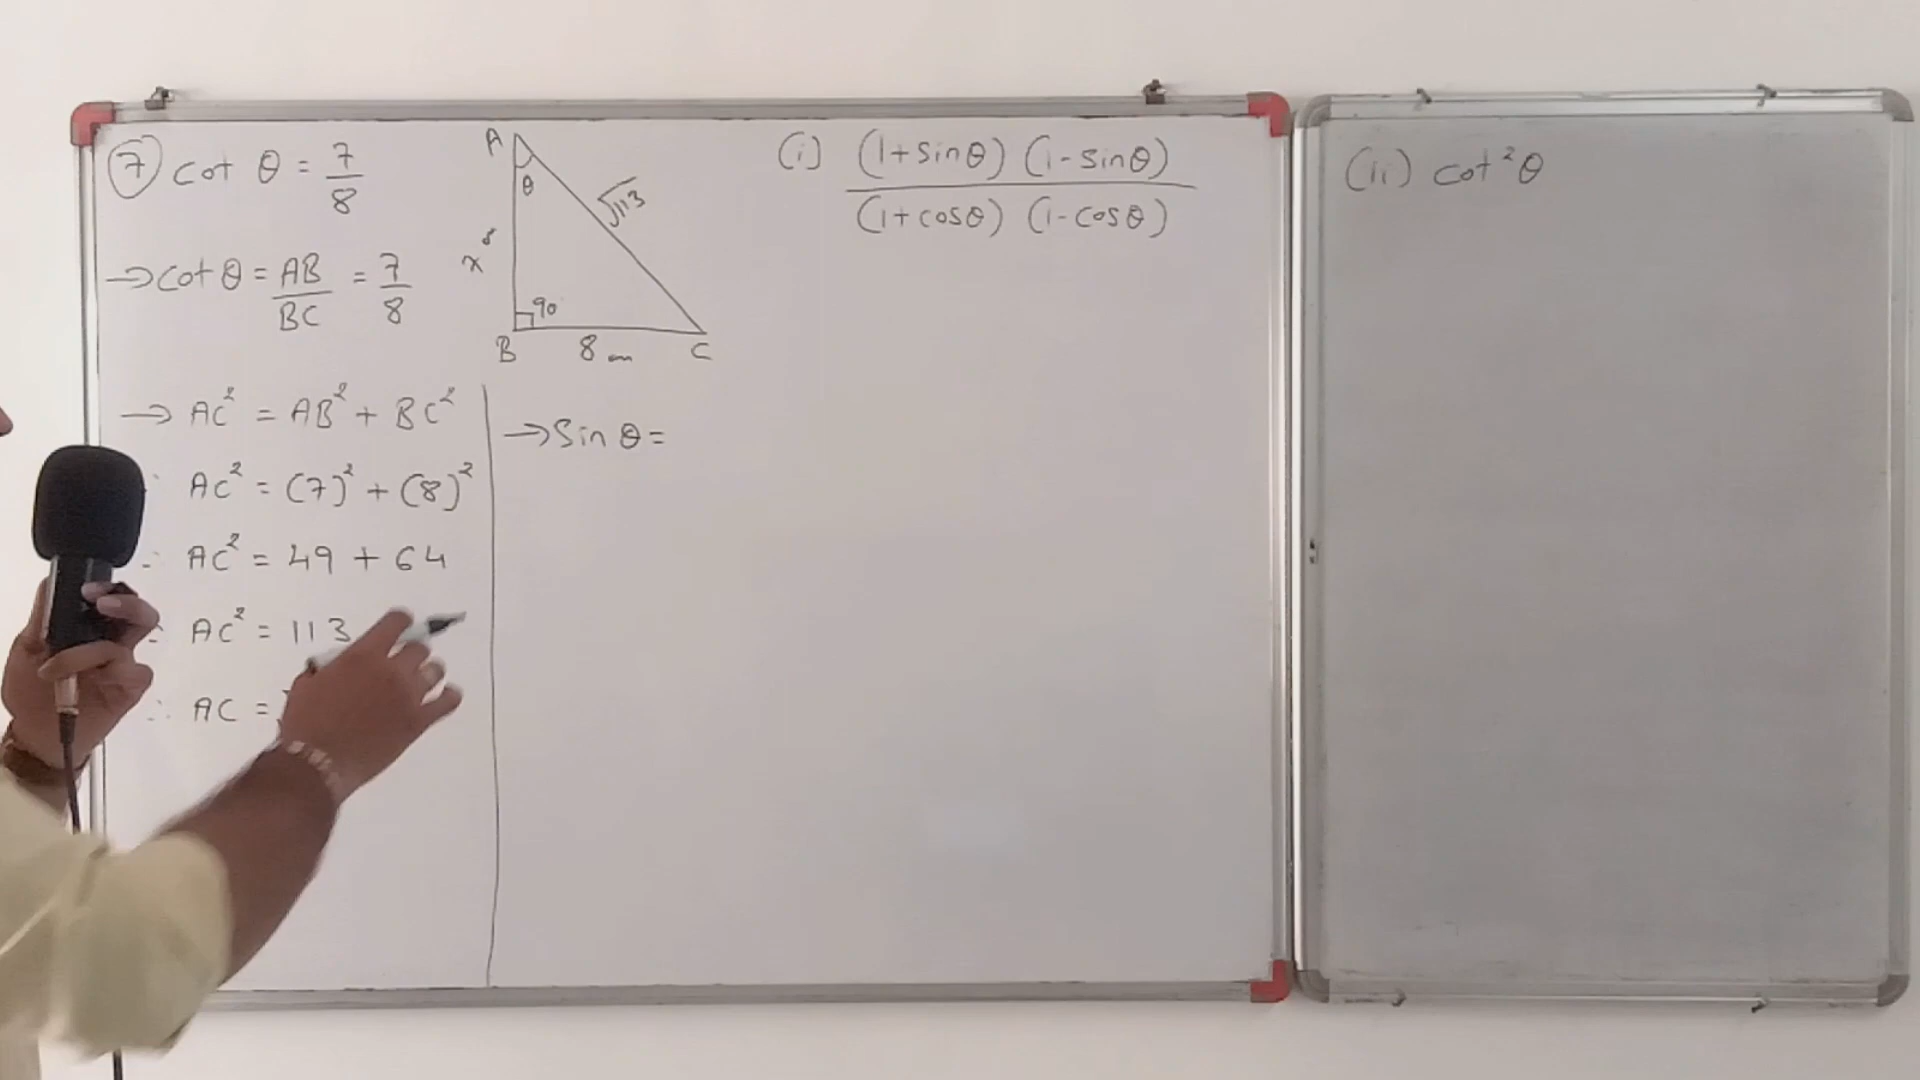 ⑦ cot θ = 7/8
→ cot θ = AB/BC = 7/8
A
θ
√113
90
B 8 cm C
→ AC² = AB² + BC²
AC² = (7)² + (8)²
AC² = 49 + 64
AC² = 113
∴ AC =
→ Sin θ =
(i) (1+sinθ) (1-sinθ)
(1+cosθ) (1-cosθ)
(ii) cot²θ